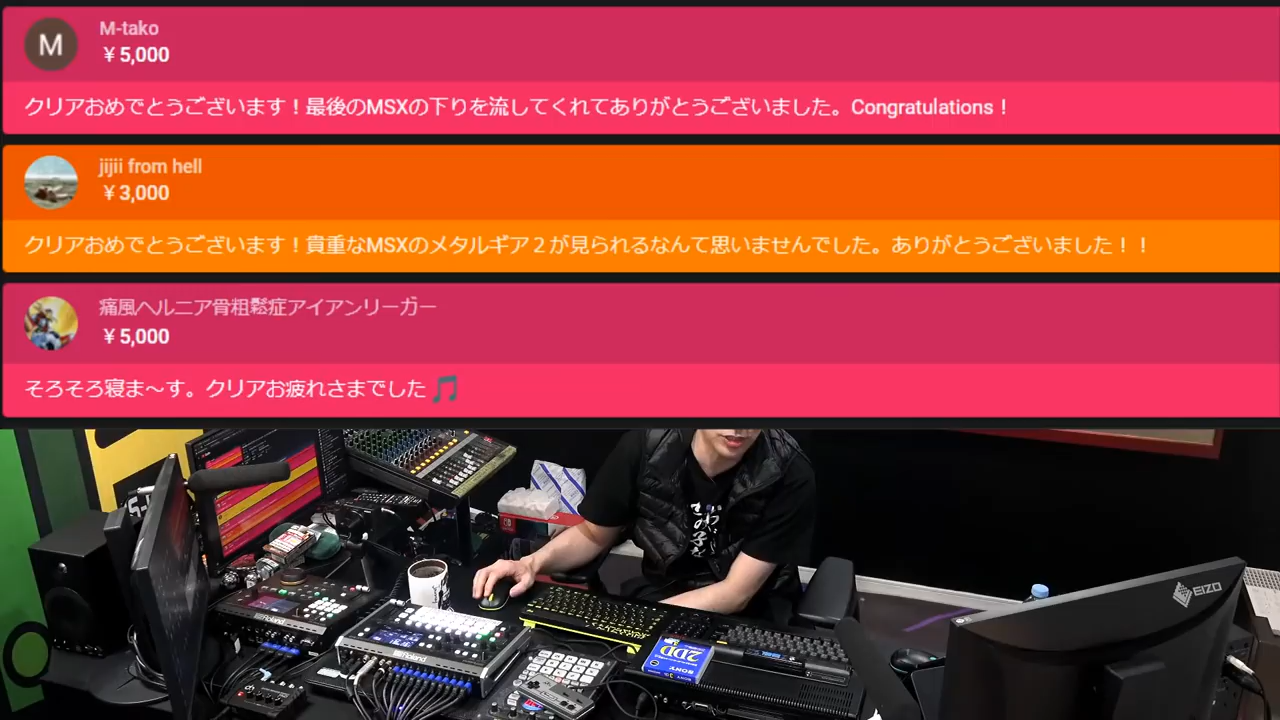 M
M-tako
￥5,000
クリアおめでとうございます！最後のMSXの下りを流してくれてありがとうございました。Congratulations！
jijii from hell
￥3,000
クリアおめでとうございます！貴重なMSXのメタルギア２が見られるなんて思いませんでした。ありがとうございました！！
痛風ヘルニア骨粗鬆症アイアンリーガー
￥5,000
そろそろ寝ま〜す。クリアお疲れさまでした🎵
EIZO
Roland
Roland
2DD
SONY